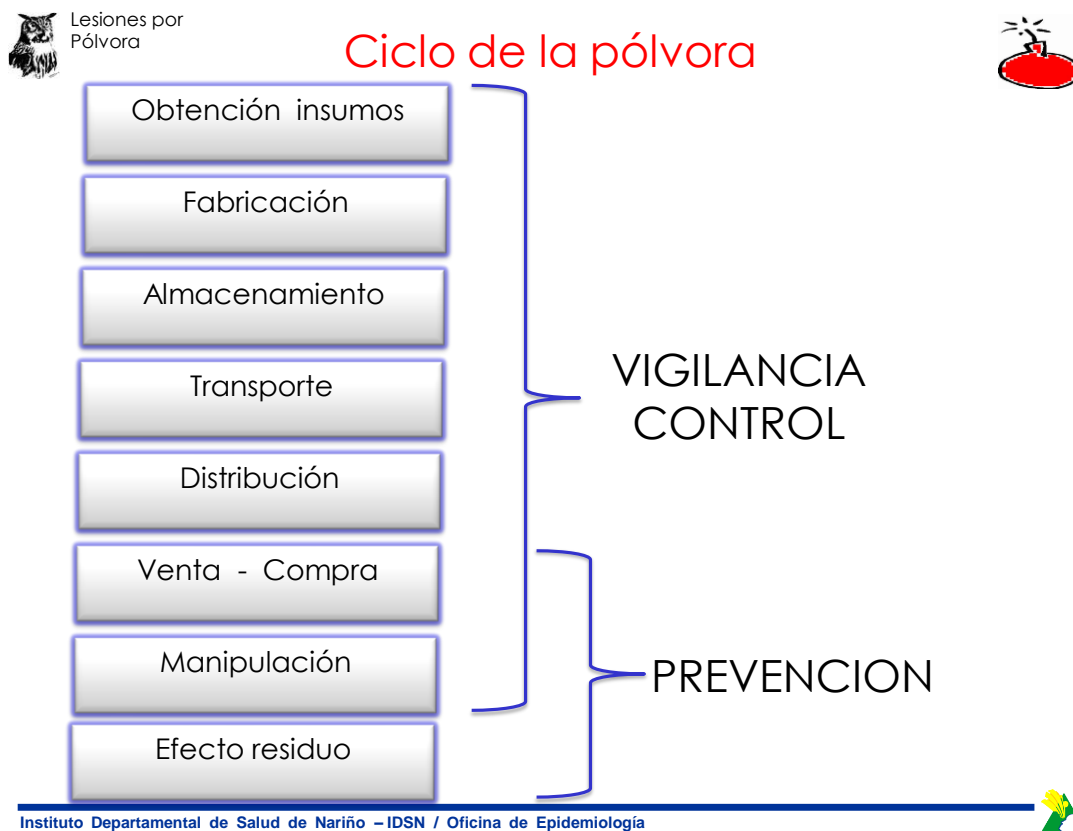 Lesiones por
Pólvora
Ciclo de la pólvora
Obtención insumos
Fabricación
Almacenamiento
Transporte
Distribución
Venta - Compra
Manipulación
Efecto residuo
VIGILANCIA
CONTROL
PREVENCION
Instituto Departamental de Salud de Nariño – IDSN / Oficina de Epidemiología